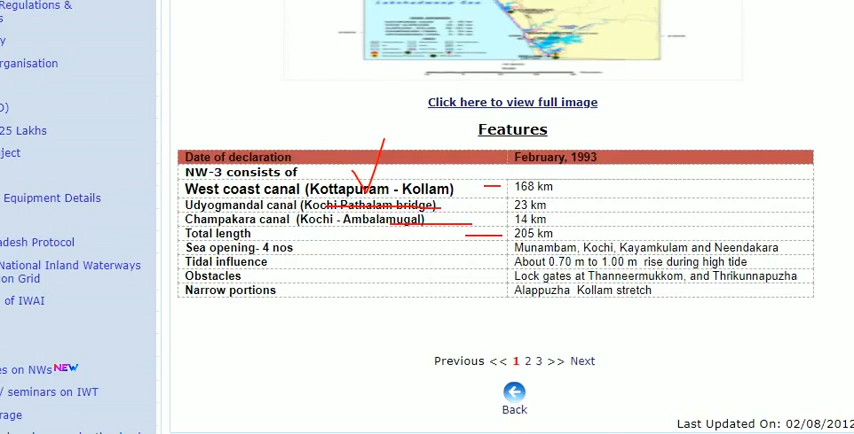 Regulations &
s
y
rganisation
D)
25 Lakhs
ject
Equipment Details
adesh Protocol
National Inland Waterways
on Grid
of IWAI
es on NWs NEW
/ seminars on IWT
rage
Click here to view full image
Features
Date of declaration February, 1993
NW-3 consists of
West coast canal (Kottapuram - Kollam) 168 km
Udyogmandal canal (Kochi Pathalam bridge) 23 km
Champakara canal (Kochi - Ambalamugal) 14 km
Total length 205 km
Sea opening- 4 nos Munambam, Kochi, Kayamkulam and Neendakara
Tidal influence About 0.70 m to 1.00 m rise during high tide
Obstacles Lock gates at Thanneermukkom, and Thrikunnapuzha
Narrow portions Alappuzha Kollam stretch
Previous << 1 2 3 >> Next
Back
Last Updated On: 02/08/2012